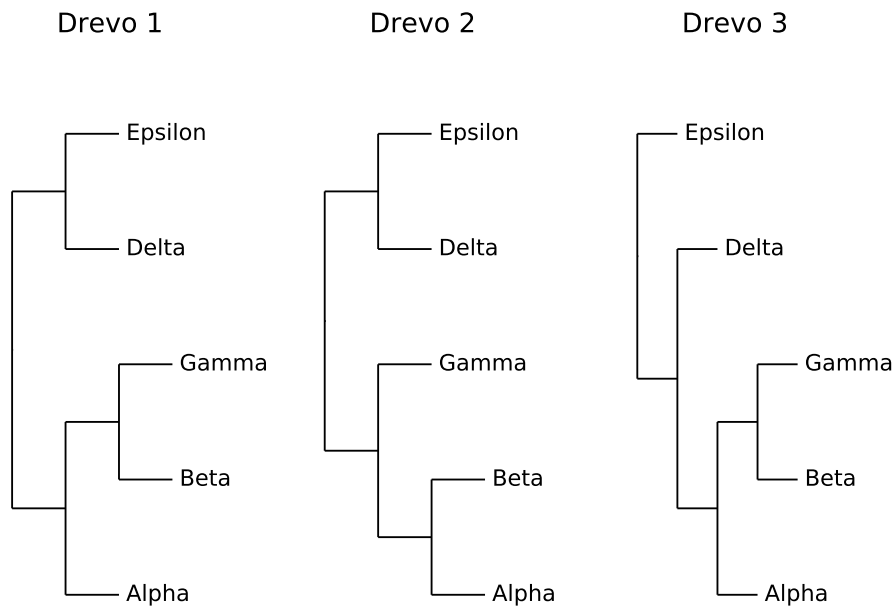 Drevo 1
Epsilon
Delta
Gamma
Beta
Alpha
Drevo 2
Epsilon
Delta
Gamma
Beta
Alpha
Drevo 3
Epsilon
Delta
Gamma
Beta
Alpha